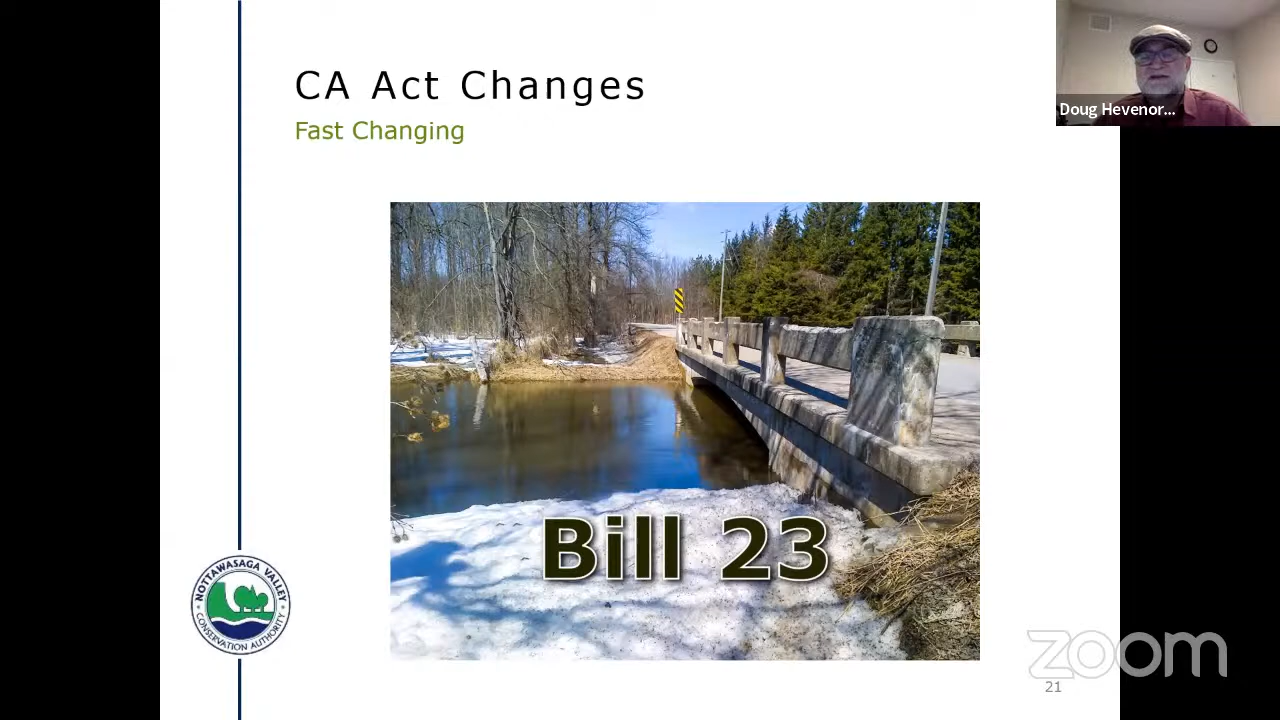 CA Act Changes
Fast Changing
Doug Hevenor...
Bill 23
NOTTAWASAGA VALLEY
CONSERVATION AUTHORITY
zoom
21